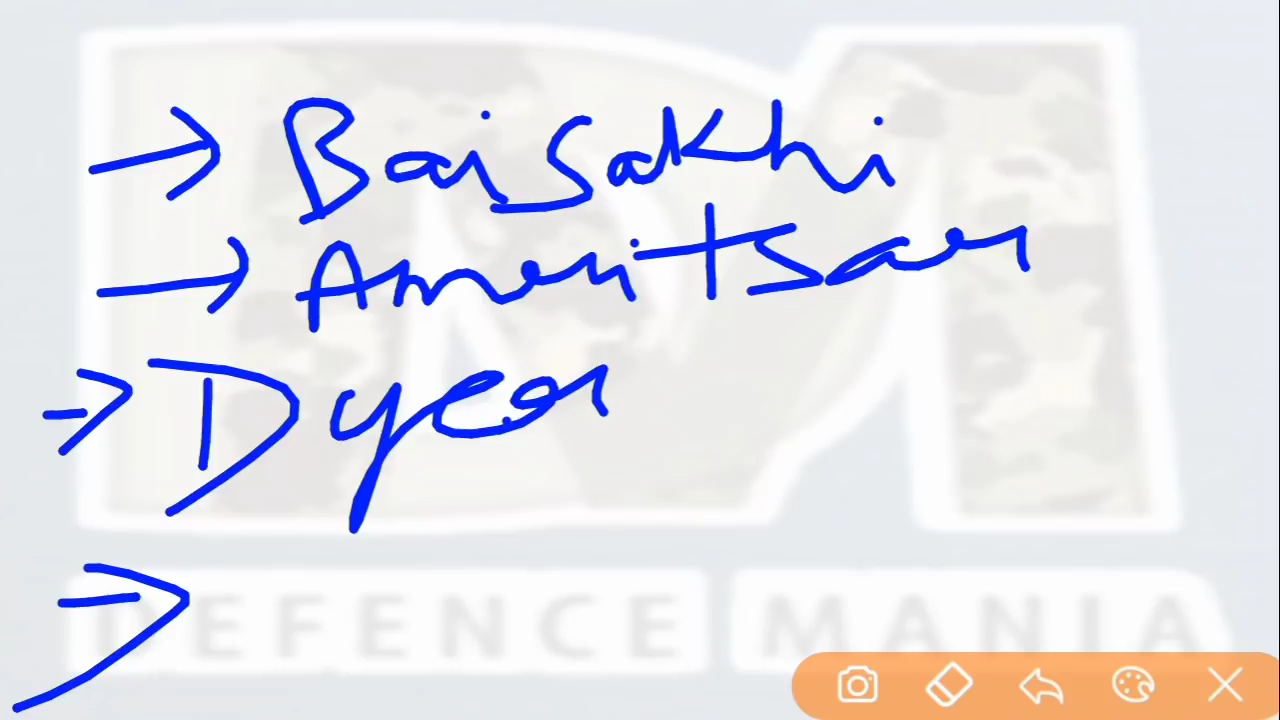 → Baisakhi
→ Amritsar
→ Dyer
→
DEFENCE MANIA